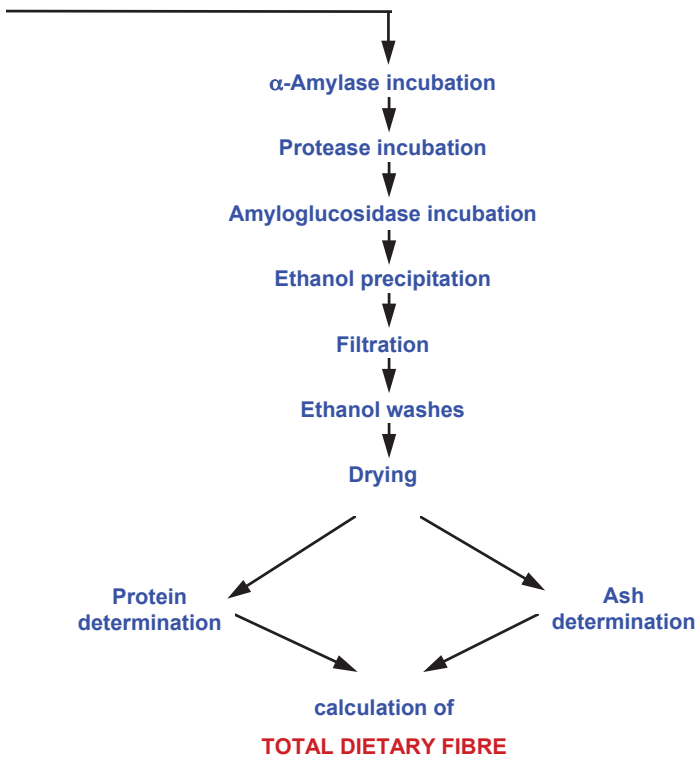 α-Amylase incubation
Protease incubation
Amyloglucosidase incubation
Ethanol precipitation
Filtration
Ethanol washes
Drying
Protein
determination
Ash
determination
calculation of
TOTAL DIETARY FIBRE